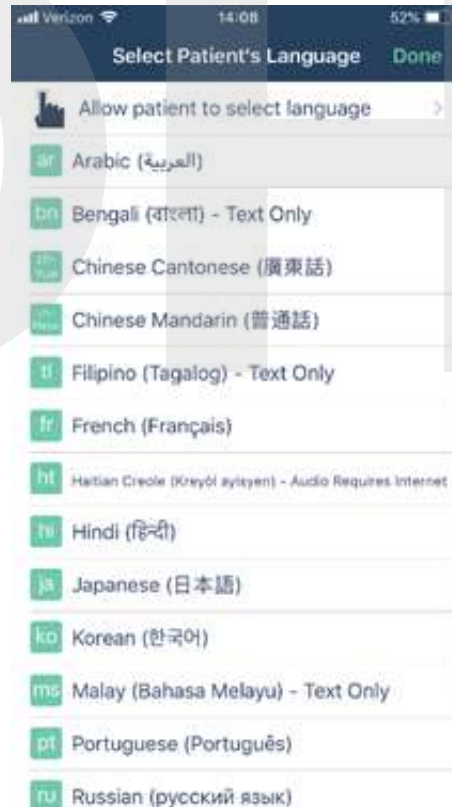 Verizon 14:08 52%
Select Patient's Language Done
Allow patient to select language
ar Arabic (العربية)
bn Bengali (বাংলা) - Text Only
Chinese Cantonese (廣東話)
Chinese Mandarin (普通話)
tl Filipino (Tagalog) - Text Only
fr French (Français)
ht Haitian Creole (Kreyòl ayisyen) - Audio Requires Internet
hi Hindi (हिन्दी)
ja Japanese (日本語)
ko Korean (한국어)
ms Malay (Bahasa Melayu) - Text Only
pt Portuguese (Português)
ru Russian (русский язык)